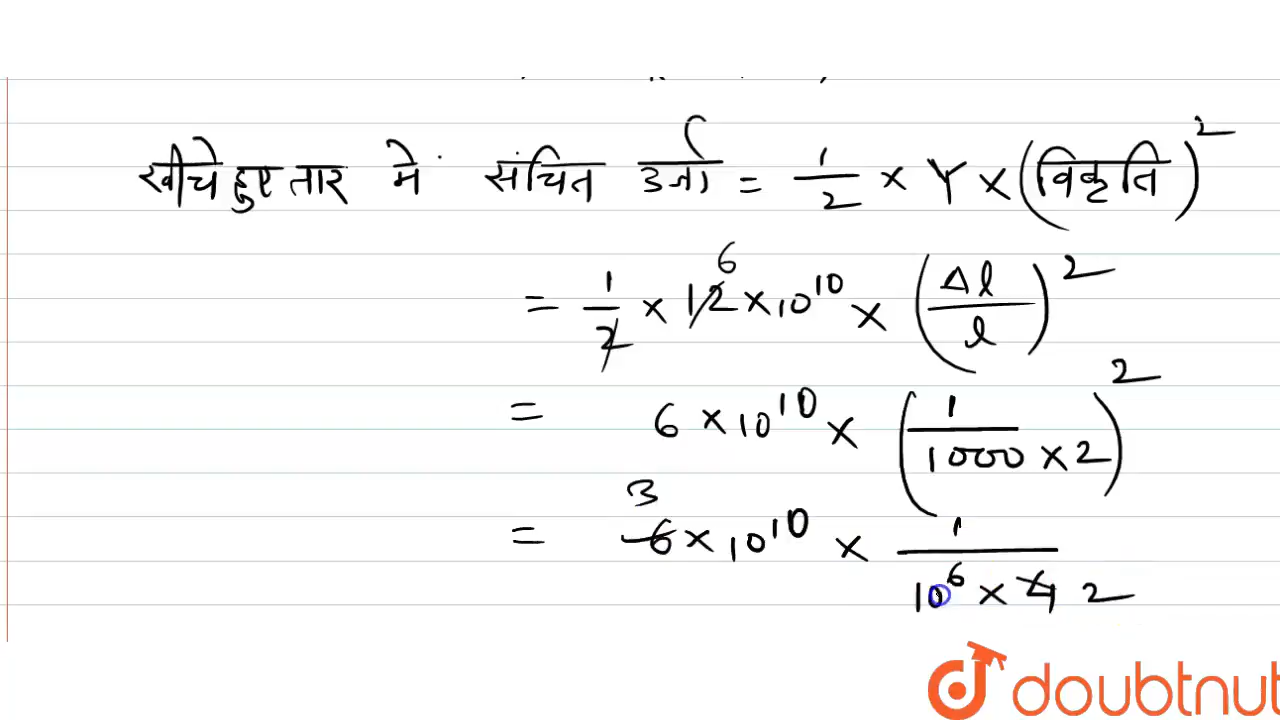 खीचे हुए तार में संचित उर्जा = 1/2 × Y × (विकृति)²
= 1/2 × 12 6 × 10¹⁰ × (Δl/l)²
= 6 × 10¹⁰ × (1/1000 × 2)²
= 3 6 × 10¹⁰ × 1/10⁶ × 4 2
doubtnut